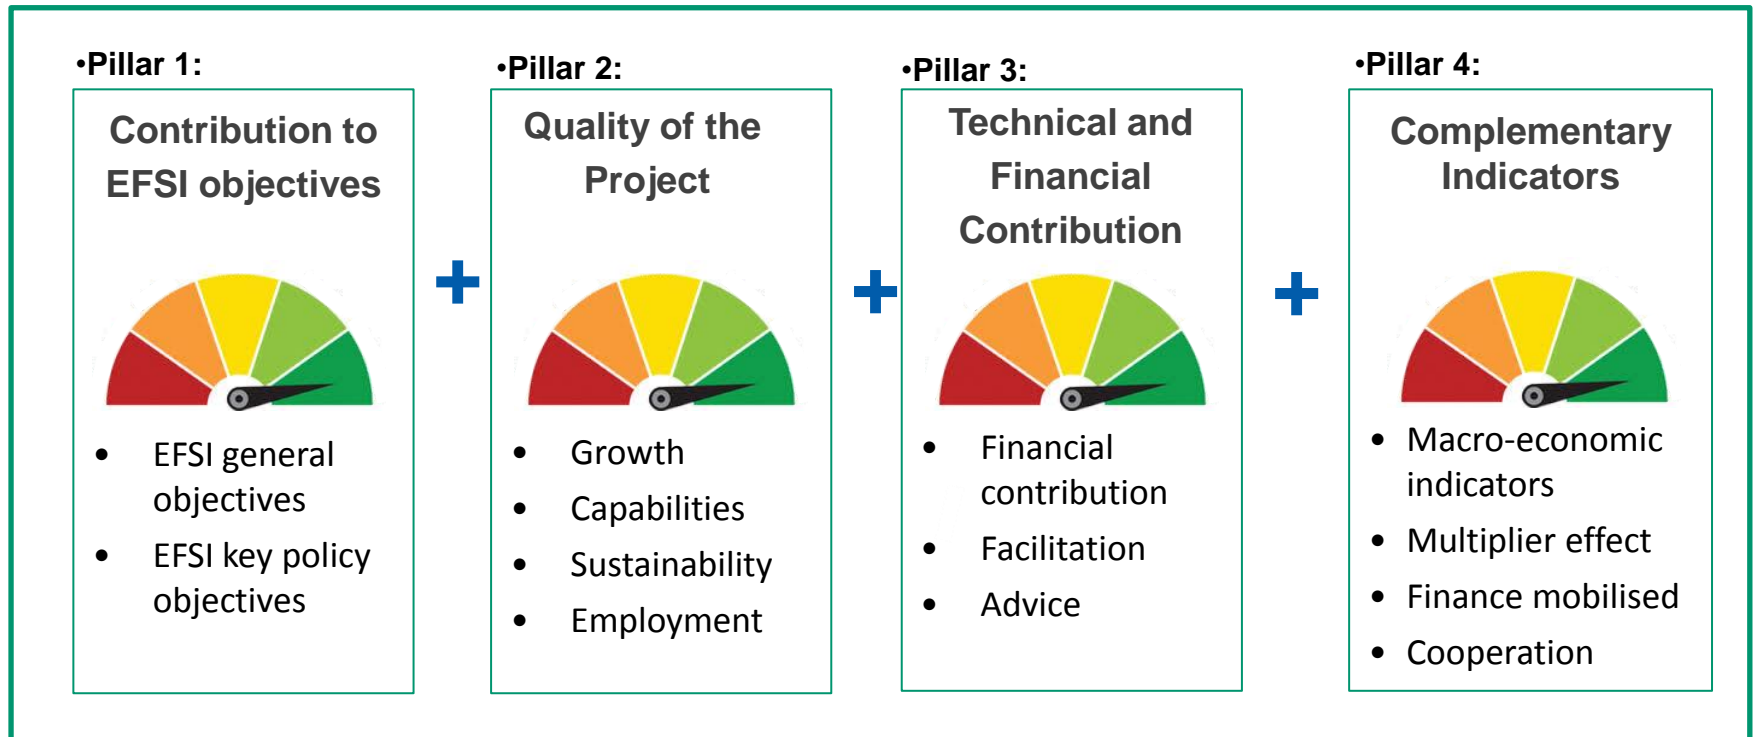 •Pillar 1:
Contribution to
EFSI objectives
• EFSI general
objectives
• EFSI key policy
objectives
•Pillar 2:
Quality of the
Project
• Growth
• Capabilities
• Sustainability
• Employment
•Pillar 3:
Technical and
Financial
Contribution
• Financial
contribution
• Facilitation
• Advice
•Pillar 4:
Complementary
Indicators
• Macro-economic
indicators
• Multiplier effect
• Finance mobilised
• Cooperation